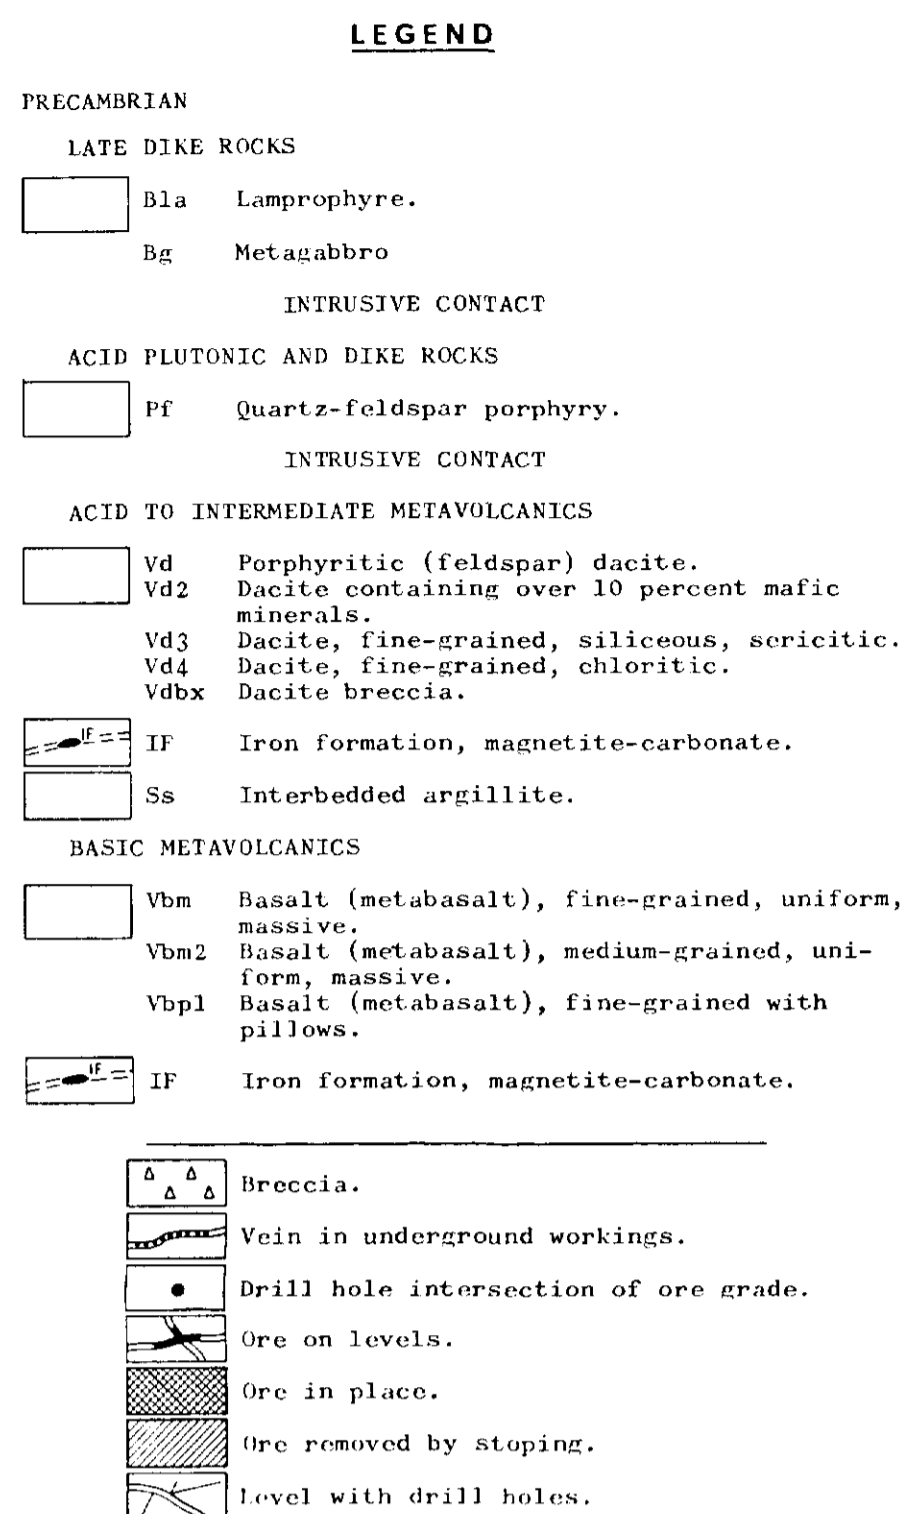 LEGEND
PRECAMBRIAN
LATE DIKE ROCKS
Bla Lamprophyre.
Bg Metagabbro
INTRUSIVE CONTACT
ACID PLUTONIC AND DIKE ROCKS
Pf Quartz-feldspar porphyry.
INTRUSIVE CONTACT
ACID TO INTERMEDIATE METAVOLCANICS
Vd Porphyritic (feldspar) dacite.
Vd2 Dacite containing over 10 percent mafic
minerals.
Vd3 Dacite, fine-grained, siliceous, sericitic.
Vd4 Dacite, fine-grained, chloritic.
Vdbx Dacite breccia.
IF IF Iron formation, magnetite-carbonate.
Ss Interbedded argillite.
BASIC METAVOLCANICS
Vbm Basalt (metabasalt), fine-grained, uniform,
massive.
Vbm2 Basalt (metabasalt), medium-grained, uni-
form, massive.
Vbpl Basalt (metabasalt), fine-grained with
pillows.
IF IF Iron formation, magnetite-carbonate.
Breccia.
Vein in underground workings.
Drill hole intersection of ore grade.
Ore on levels.
Ore in place.
Ore removed by stoping.
Level with drill holes.